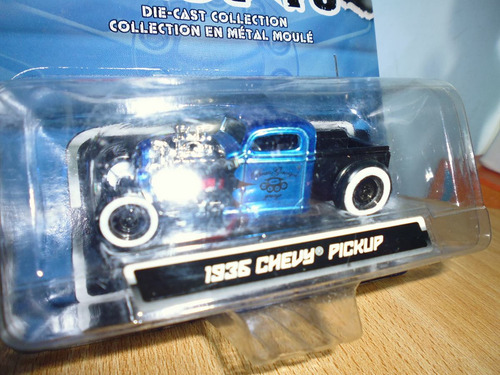 DIE-CAST COLLECTION
COLLECTION EN MÉTAL MOULÉ
1936 CHEVY® PICKUP